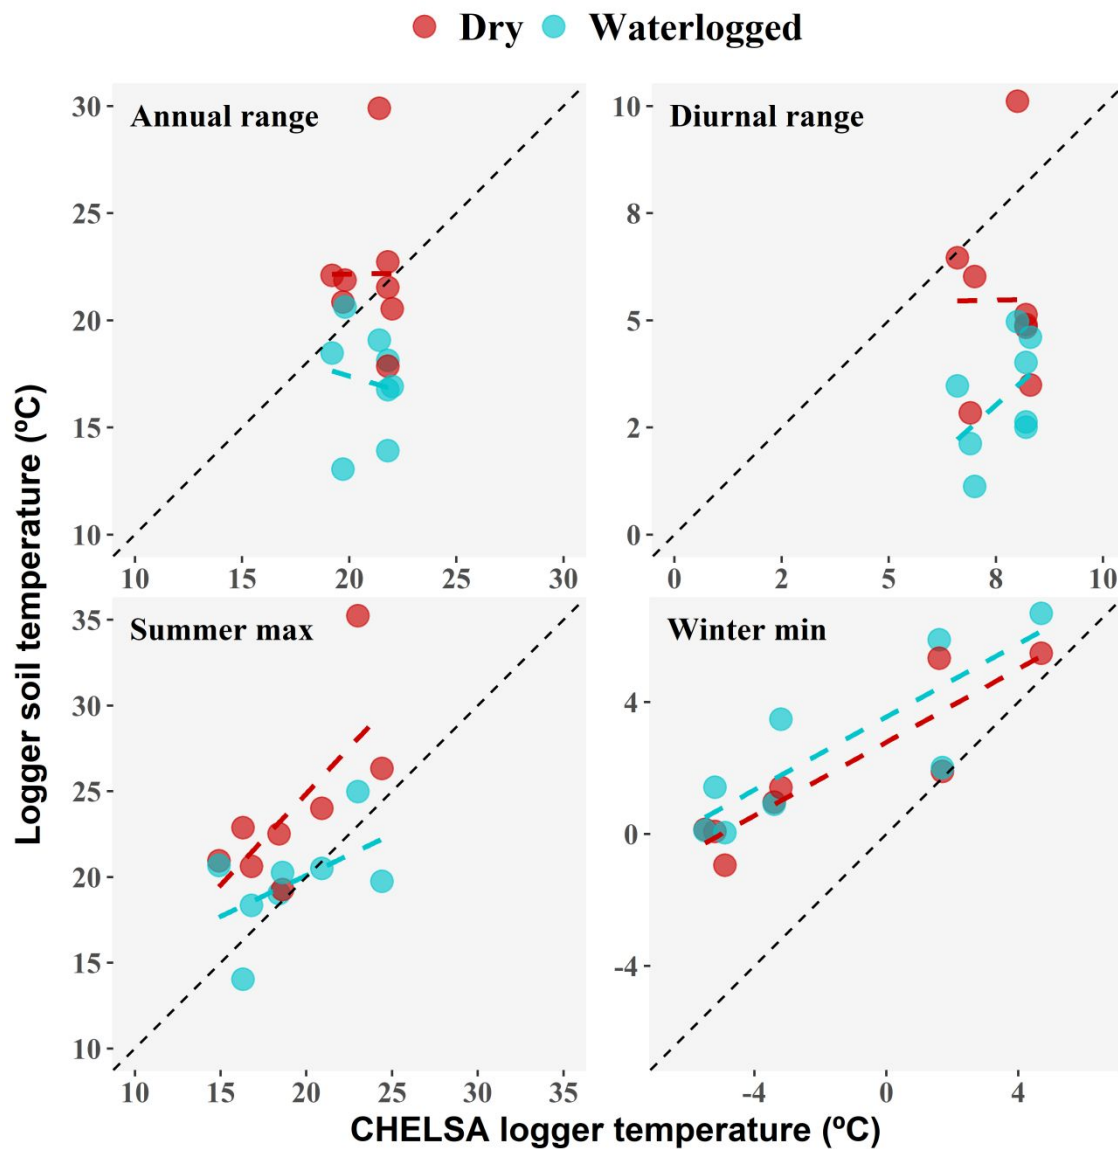 Dry Waterlogged
Annual range
Diurnal range
30
25
20
15
10
10
8
5
2
0
10 15 20 25 30
0 2 5 8 10
Summer max
Winter min
35
30
25
20
15
10
4
0
-4
10 15 20 25 30 35
-4 0 4
Logger soil temperature (ºC)
CHELSA logger temperature (ºC)